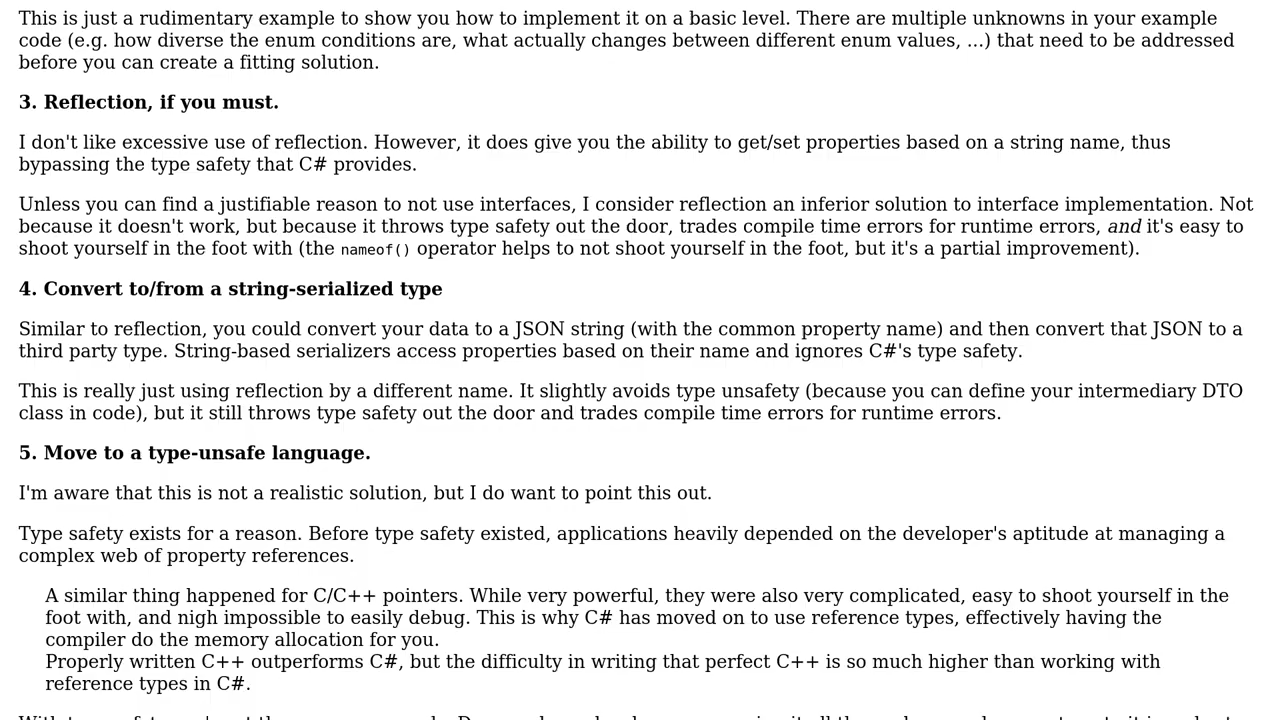 This is just a rudimentary example to show you how to implement it on a basic level. There are multiple unknowns in your example
code (e.g. how diverse the enum conditions are, what actually changes between different enum values, ...) that need to be addressed
before you can create a fitting solution.
3. Reflection, if you must.
I don't like excessive use of reflection. However, it does give you the ability to get/set properties based on a string name, thus
bypassing the type safety that C# provides.
Unless you can find a justifiable reason to not use interfaces, I consider reflection an inferior solution to interface implementation. Not
because it doesn't work, but because it throws type safety out the door, trades compile time errors for runtime errors, and it's easy to
shoot yourself in the foot with (the nameof() operator helps to not shoot yourself in the foot, but it's a partial improvement).
4. Convert to/from a string-serialized type
Similar to reflection, you could convert your data to a JSON string (with the common property name) and then convert that JSON to a
third party type. String-based serializers access properties based on their name and ignores C#'s type safety.
This is really just using reflection by a different name. It slightly avoids type unsafety (because you can define your intermediary DTO
class in code), but it still throws type safety out the door and trades compile time errors for runtime errors.
5. Move to a type-unsafe language.
I'm aware that this is not a realistic solution, but I do want to point this out.
Type safety exists for a reason. Before type safety existed, applications heavily depended on the developer's aptitude at managing a
complex web of property references.
A similar thing happened for C/C++ pointers. While very powerful, they were also very complicated, easy to shoot yourself in the
foot with, and nigh impossible to easily debug. This is why C# has moved on to use reference types, effectively having the
compiler do the memory allocation for you.
Properly written C++ outperforms C#, but the difficulty in writing that perfect C++ is so much higher than working with
reference types in C#.